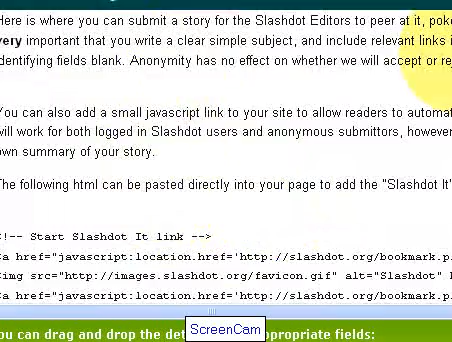 Here is where you can submit a story for the Slashdot Editors to peer at it, pok
very important that you write a clear simple subject, and include relevant links i
dentifying fields blank. Anonymity has no effect on whether we will accept or re
You can also add a small javascript link to your site to allow readers to automat
will work for both logged in Slashdot users and anonymous submittors, however
own summary of your story.
The following html can be pasted directly into your page to add the "Slashdot It"
<!-- Start Slashdot It link -->
<a href="javascript:location.href='http://slashdot.org/bookmark.p
<img src="http://images.slashdot.org/favicon.gif" alt="Slashdot"
<a href="javascript:location.href='http://slashdot.org/bookmark.p
ou can drag and drop the det ppropriate fields:
ScreenCam